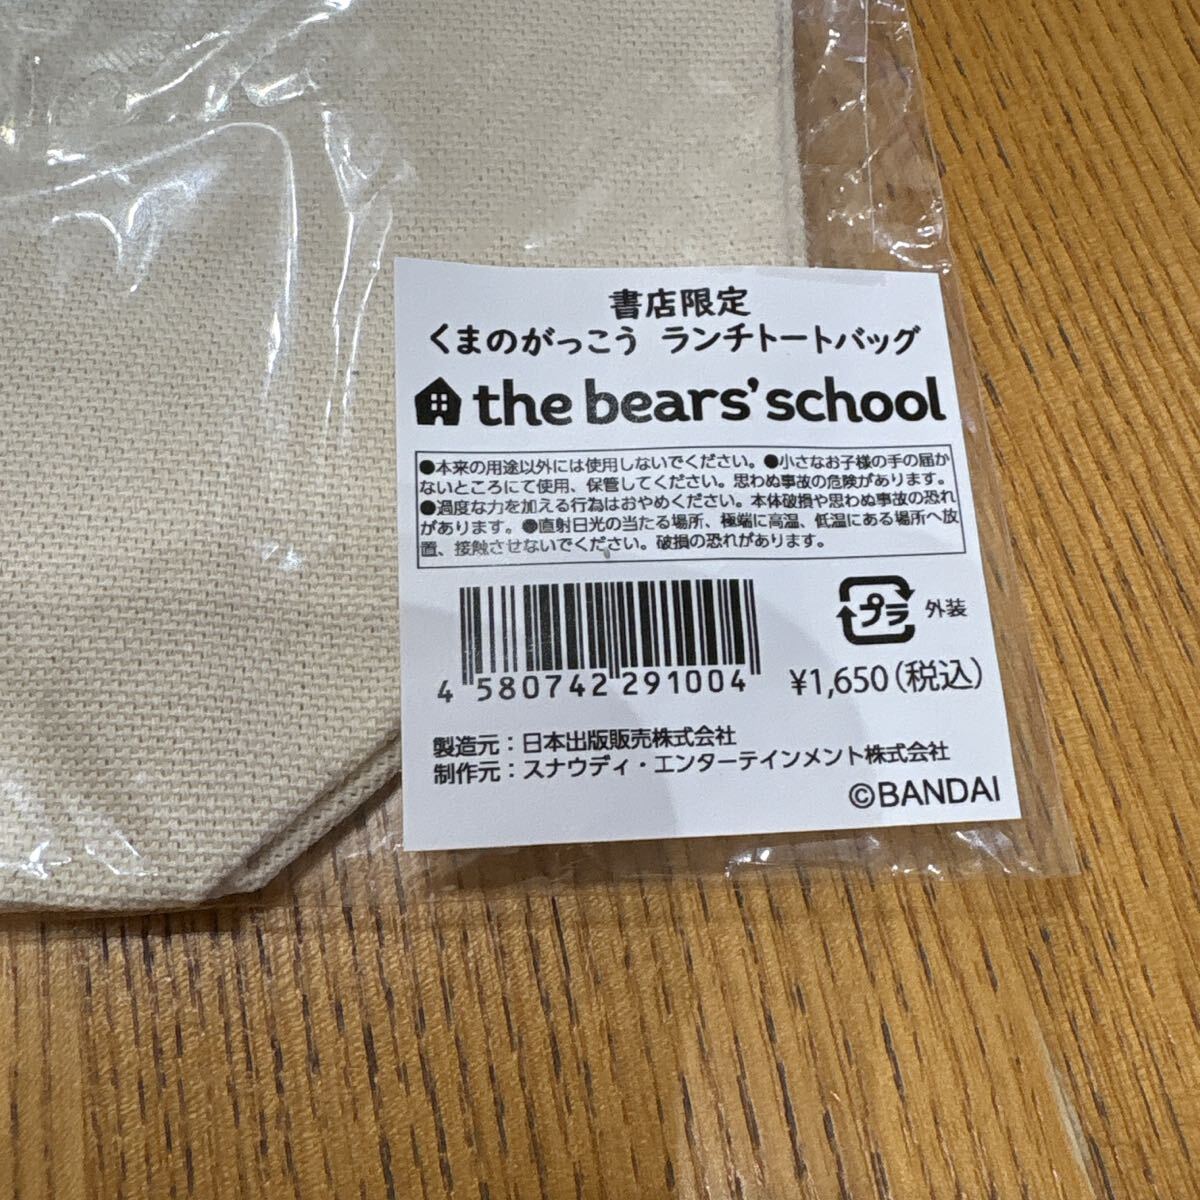 書店限定
くまのがっこう ランチトートバッグ
the bears'school
●本来の用途以外には使用しないでください。●小さなお子様の手の届か
ないところにて使用、保管してください。思わぬ事故の危険があります。
●過度な力を加える行為はおやめください。本体破損や思わぬ事故の恐れ
があります。●直射日光の当たる場所、極端に高温、低温にある場所へ放
置、接触させないでください。破損の恐れがあります。
プラ 外装
4 580742 291004
¥1,650(税込)
製造元:日本出版販売株式会社
制作元:スナウディ・エンターテインメント株式会社
©BANDAI